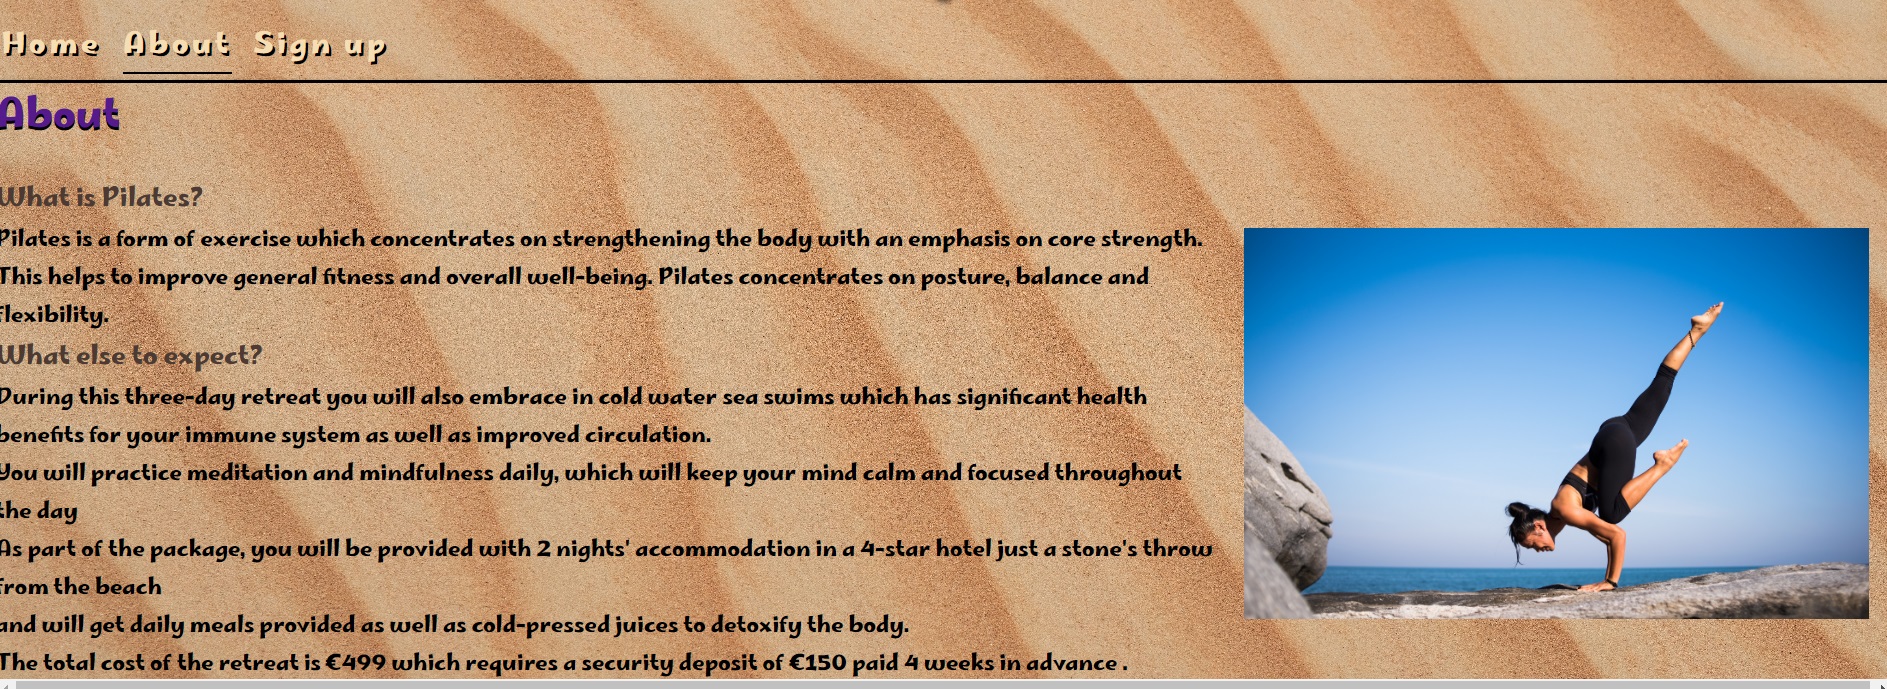 Home About Sign up
About
What is Pilates?
Pilates is a form of exercise which concentrates on strengthening the body with an emphasis on core strength.
This helps to improve general fitness and overall well-being. Pilates concentrates on posture, balance and
flexibility.
What else to expect?
During this three-day retreat you will also embrace in cold water sea swims which has significant health
benefits for your immune system as well as improved circulation.
You will practice meditation and mindfulness daily, which will keep your mind calm and focused throughout
the day
As part of the package, you will be provided with 2 nights' accommodation in a 4-star hotel just a stone's throw
from the beach
and will get daily meals provided as well as cold-pressed juices to detoxify the body.
The total cost of the retreat is €499 which requires a security deposit of €150 paid 4 weeks in advance .